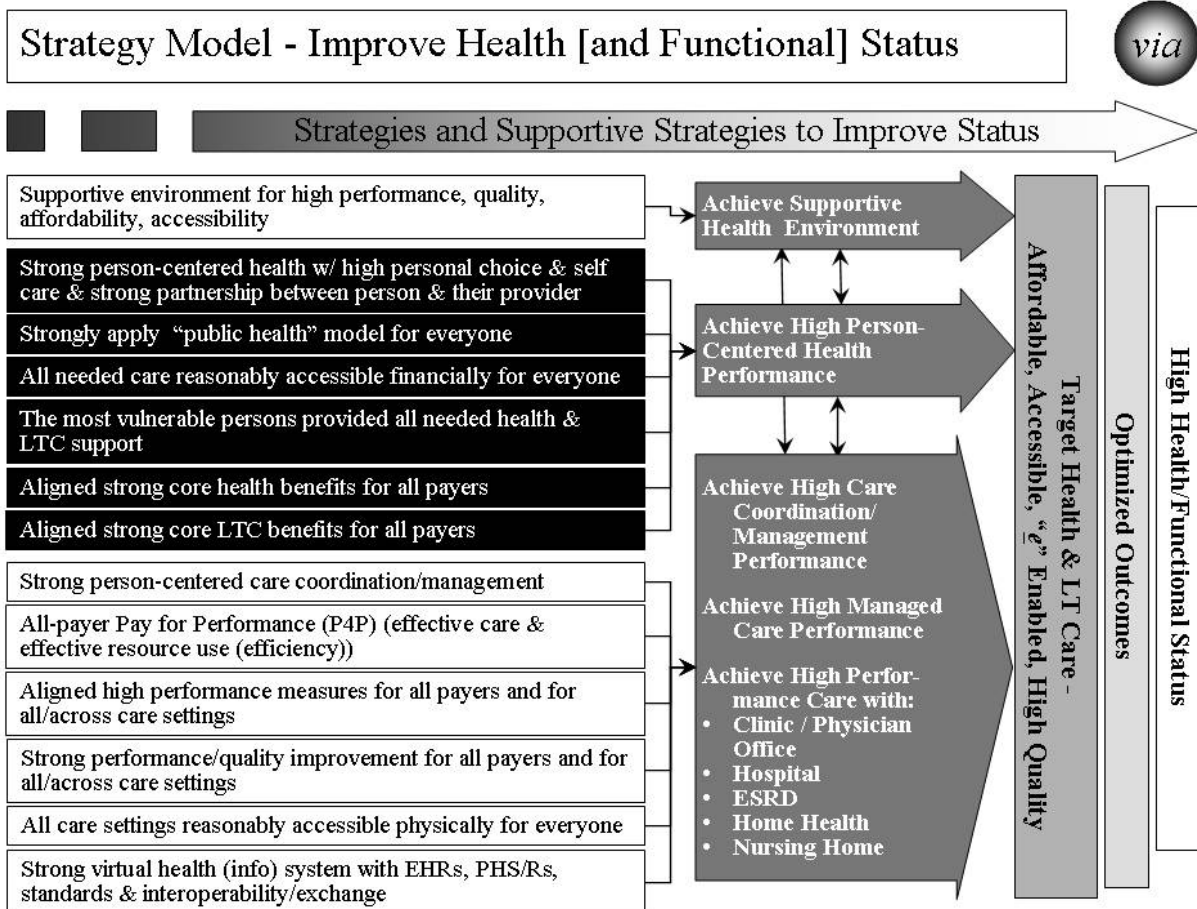 Strategy Model - Improve Health [and Functional] Status
via
Strategies and Supportive Strategies to Improve Status
Supportive environment for high performance, quality,
affordability, accessibility
Strong person-centered health w/ high personal choice & self
care & strong partnership between person & their provider
Strongly apply “public health” model for everyone
All needed care reasonably accessible financially for everyone
The most vulnerable persons provided all needed health &
LTC support
Aligned strong core health benefits for all payers
Aligned strong core LTC benefits for all payers
Strong person-centered care coordination/management
All-payer Pay for Performance (P4P) (effective care &
effective resource use (efficiency))
Aligned high performance measures for all payers and for
all/across care settings
Strong performance/quality improvement for all payers and for
all/across care settings
All care settings reasonably accessible physically for everyone
Strong virtual health (info) system with EHRs, PHS/Rs,
standards & interoperability/exchange
Achieve Supportive
Health Environment
Achieve High Person-
Centered Health
Performance
Achieve High Care
Coordination/
Management
Performance
Achieve High Managed
Care Performance
Achieve High Perfor-
mance Care with:
• Clinic / Physician
Office
• Hospital
• ESRD
• Home Health
• Nursing Home
Target Health & LT Care -
Affordable, Accessible, “e” Enabled, High Quality
Optimized Outcomes
High Health/Functional Status